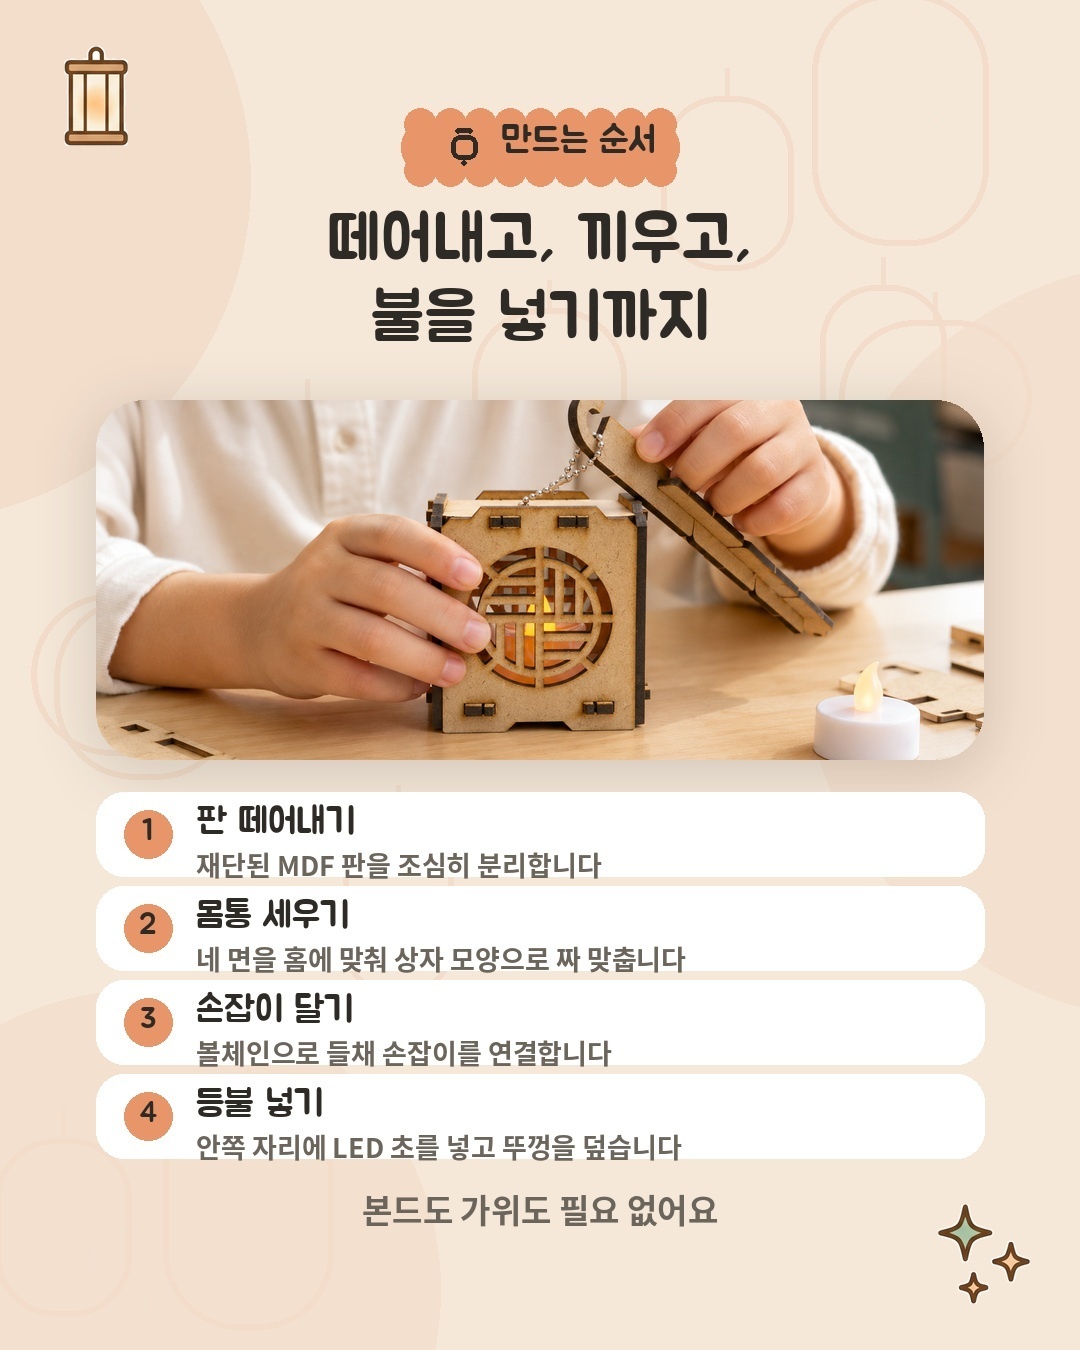 만드는 순서
떼어내고, 끼우고,
불을 넣기까지
1 판 떼어내기
재단된 MDF 판을 조심히 분리합니다
2 몸통 세우기
네 면을 홈에 맞춰 상자 모양으로 짜 맞춥니다
3 손잡이 달기
볼체인으로 들채 손잡이를 연결합니다
4 등불 넣기
안쪽 자리에 LED 초를 넣고 뚜껑을 덮습니다
본드도 가위도 필요 없어요